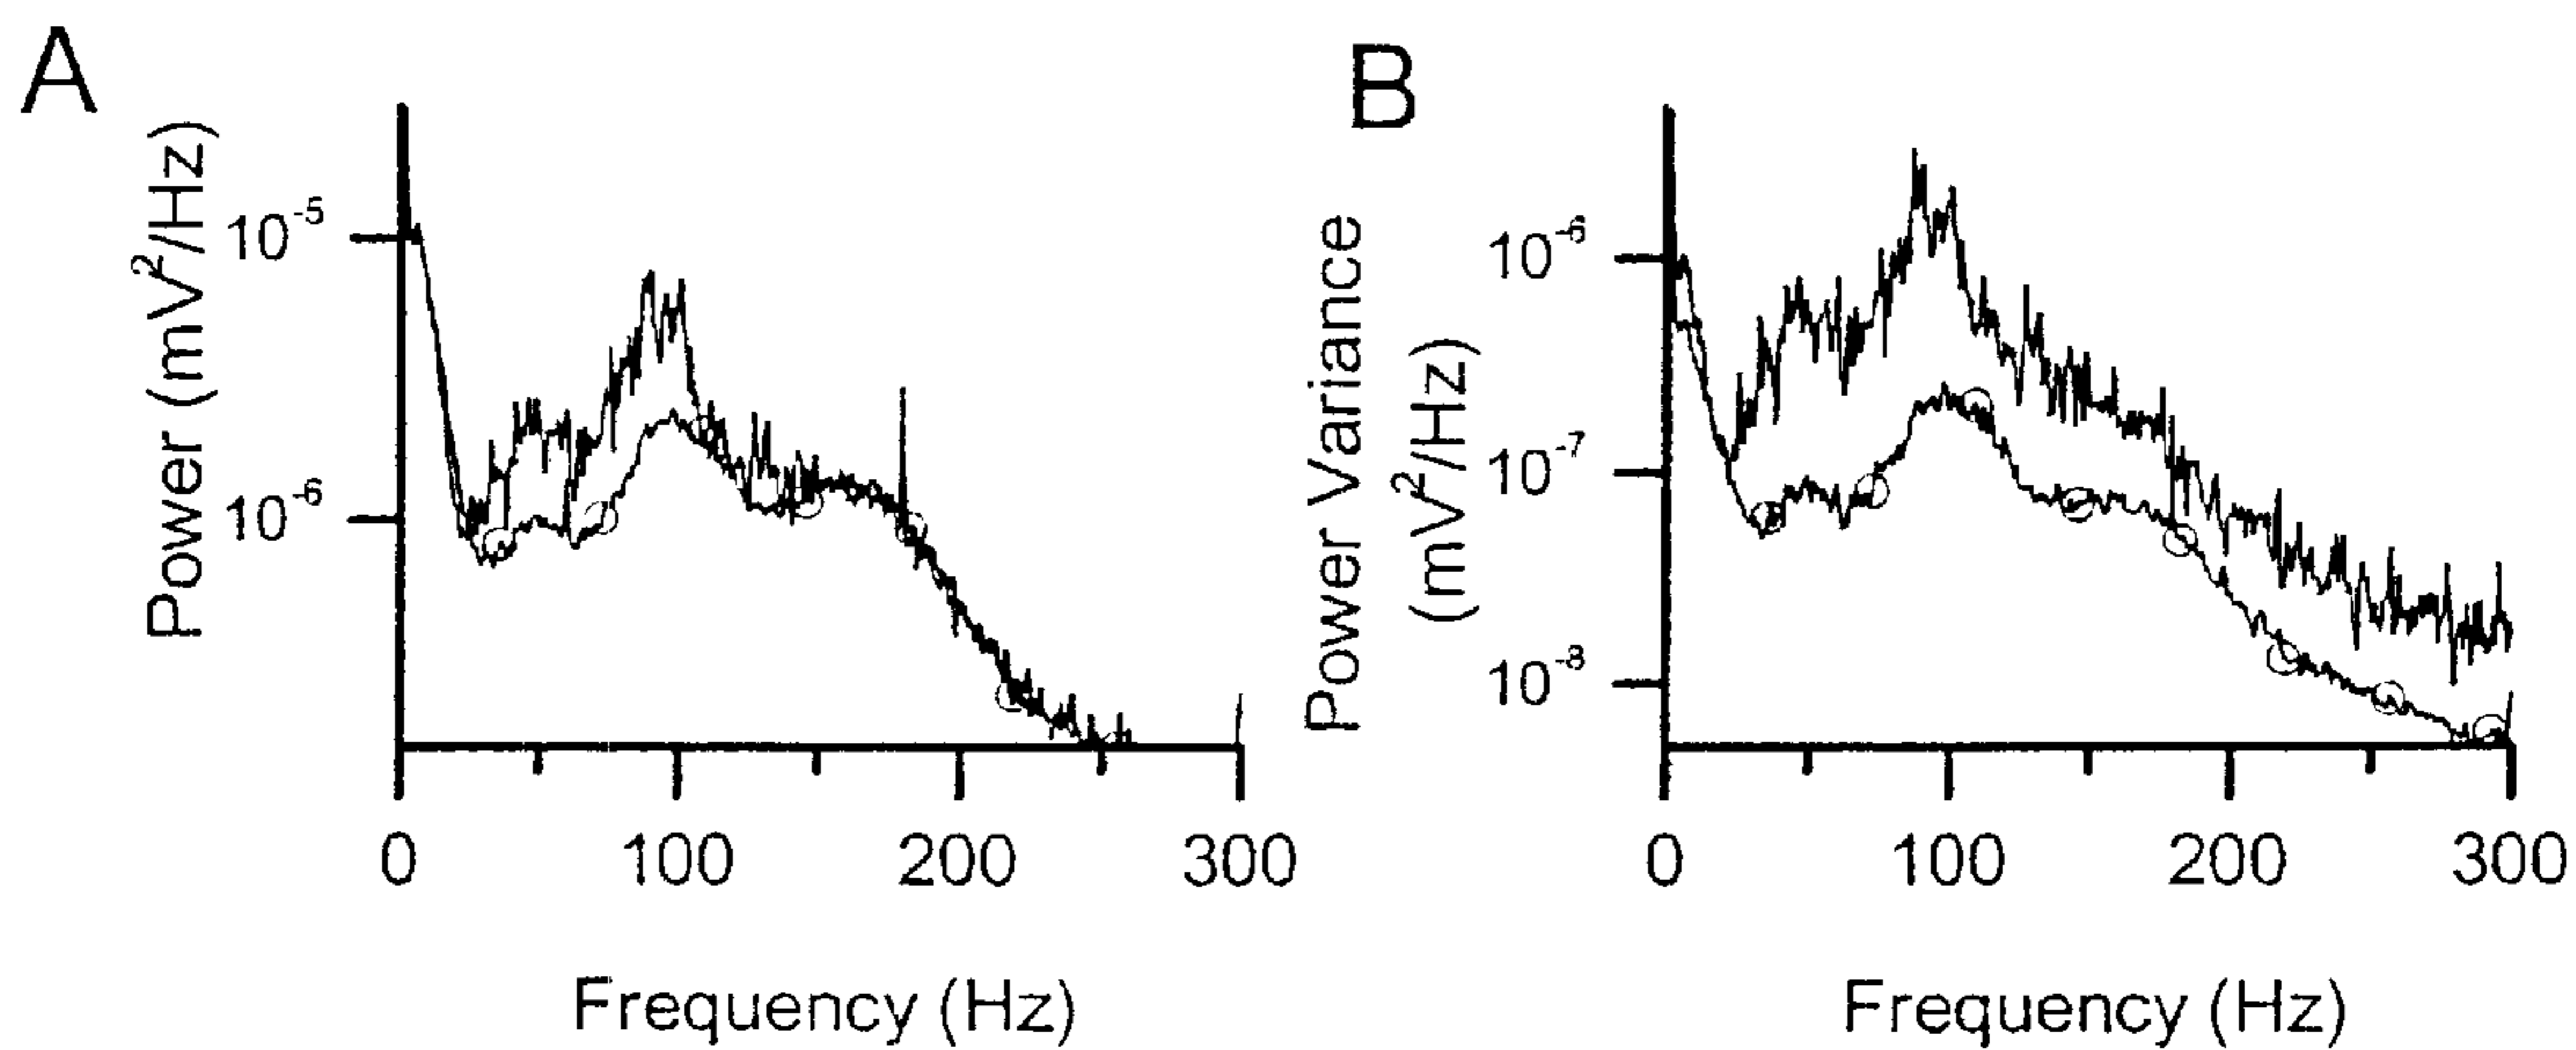 A
Power (mV²/Hz)
10⁻⁵
10⁻⁶
0 100 200 300
Frequency (Hz)
B
Power Variance
(mV²/Hz)
10⁻⁶
10⁻⁷
10⁻⁸
0 100 200 300
Frequency (Hz)